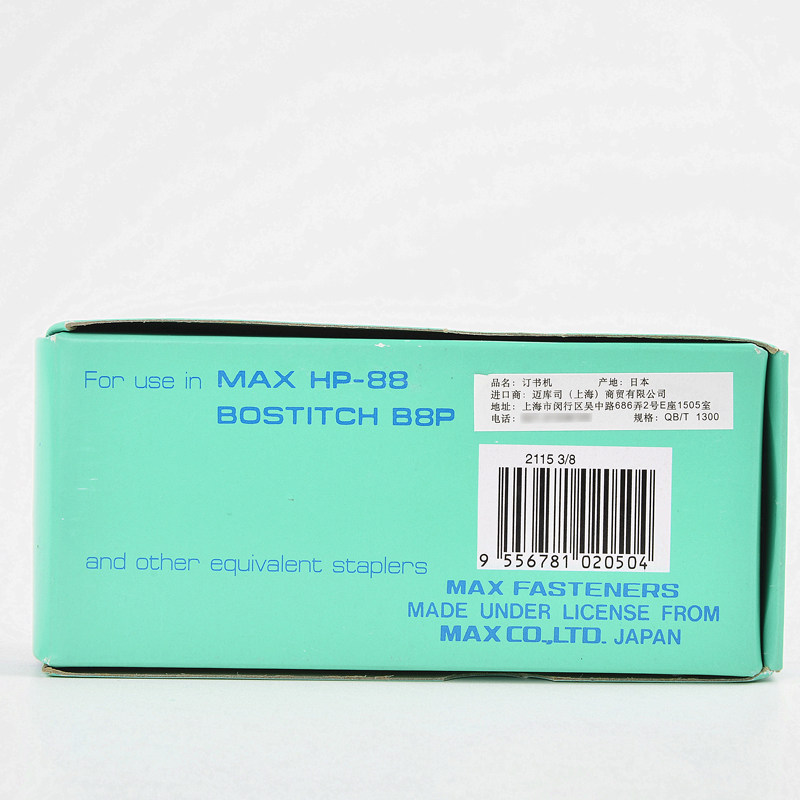 For use in MAX HP-88
BOSTITCH B8P
and other equivalent staplers
品名: 订书机 产地: 日本
进口商: 迈库司(上海)商贸有限公司
地址: 上海市闵行区吴中路686弄2号E座1505室
电话: 规格: QB/T 1300
2115 3/8
9 556781 020504
MAX FASTENERS
MADE UNDER LICENSE FROM
MAX CO.,LTD. JAPAN